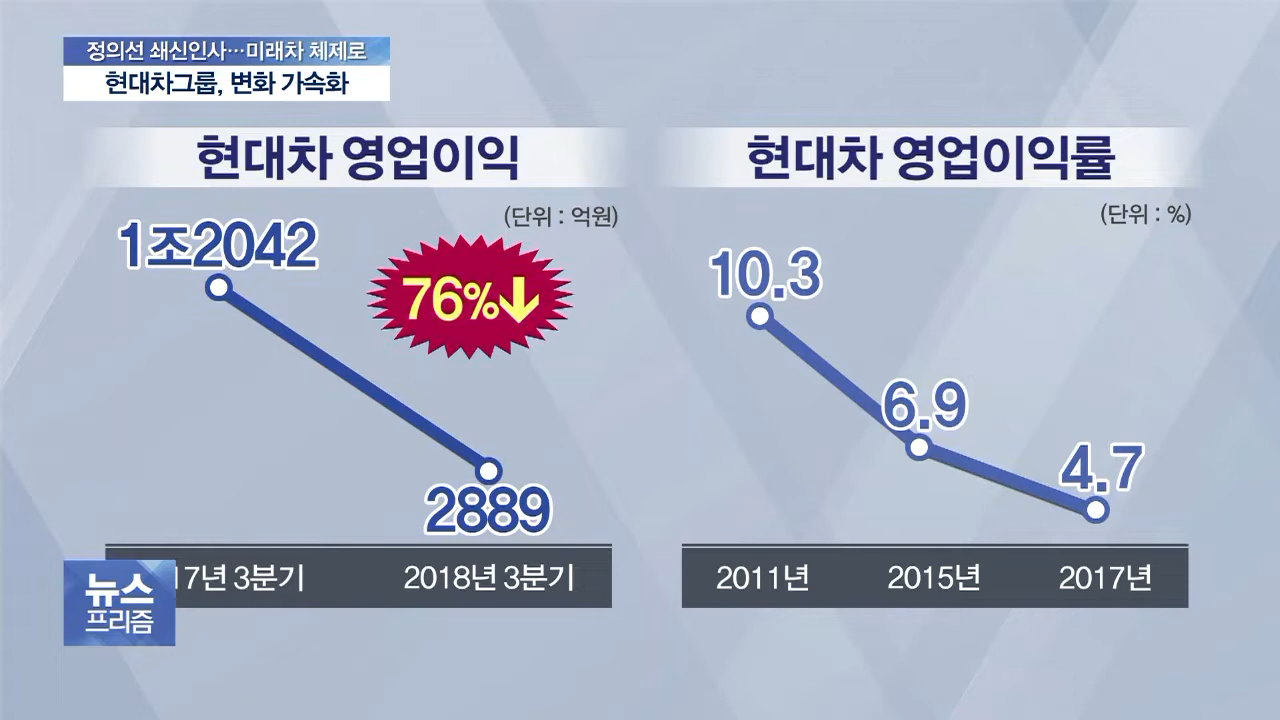 정의선 쇄신인사…미래차 체제로
현대차그룹, 변화 가속화
현대차 영업이익
(단위 : 억원)
1조2042
76%↓
2889
17년 3분기
2018년 3분기
현대차 영업이익률
(단위 : %)
10.3
6.9
4.7
2011년
2015년
2017년
뉴스
프리즘